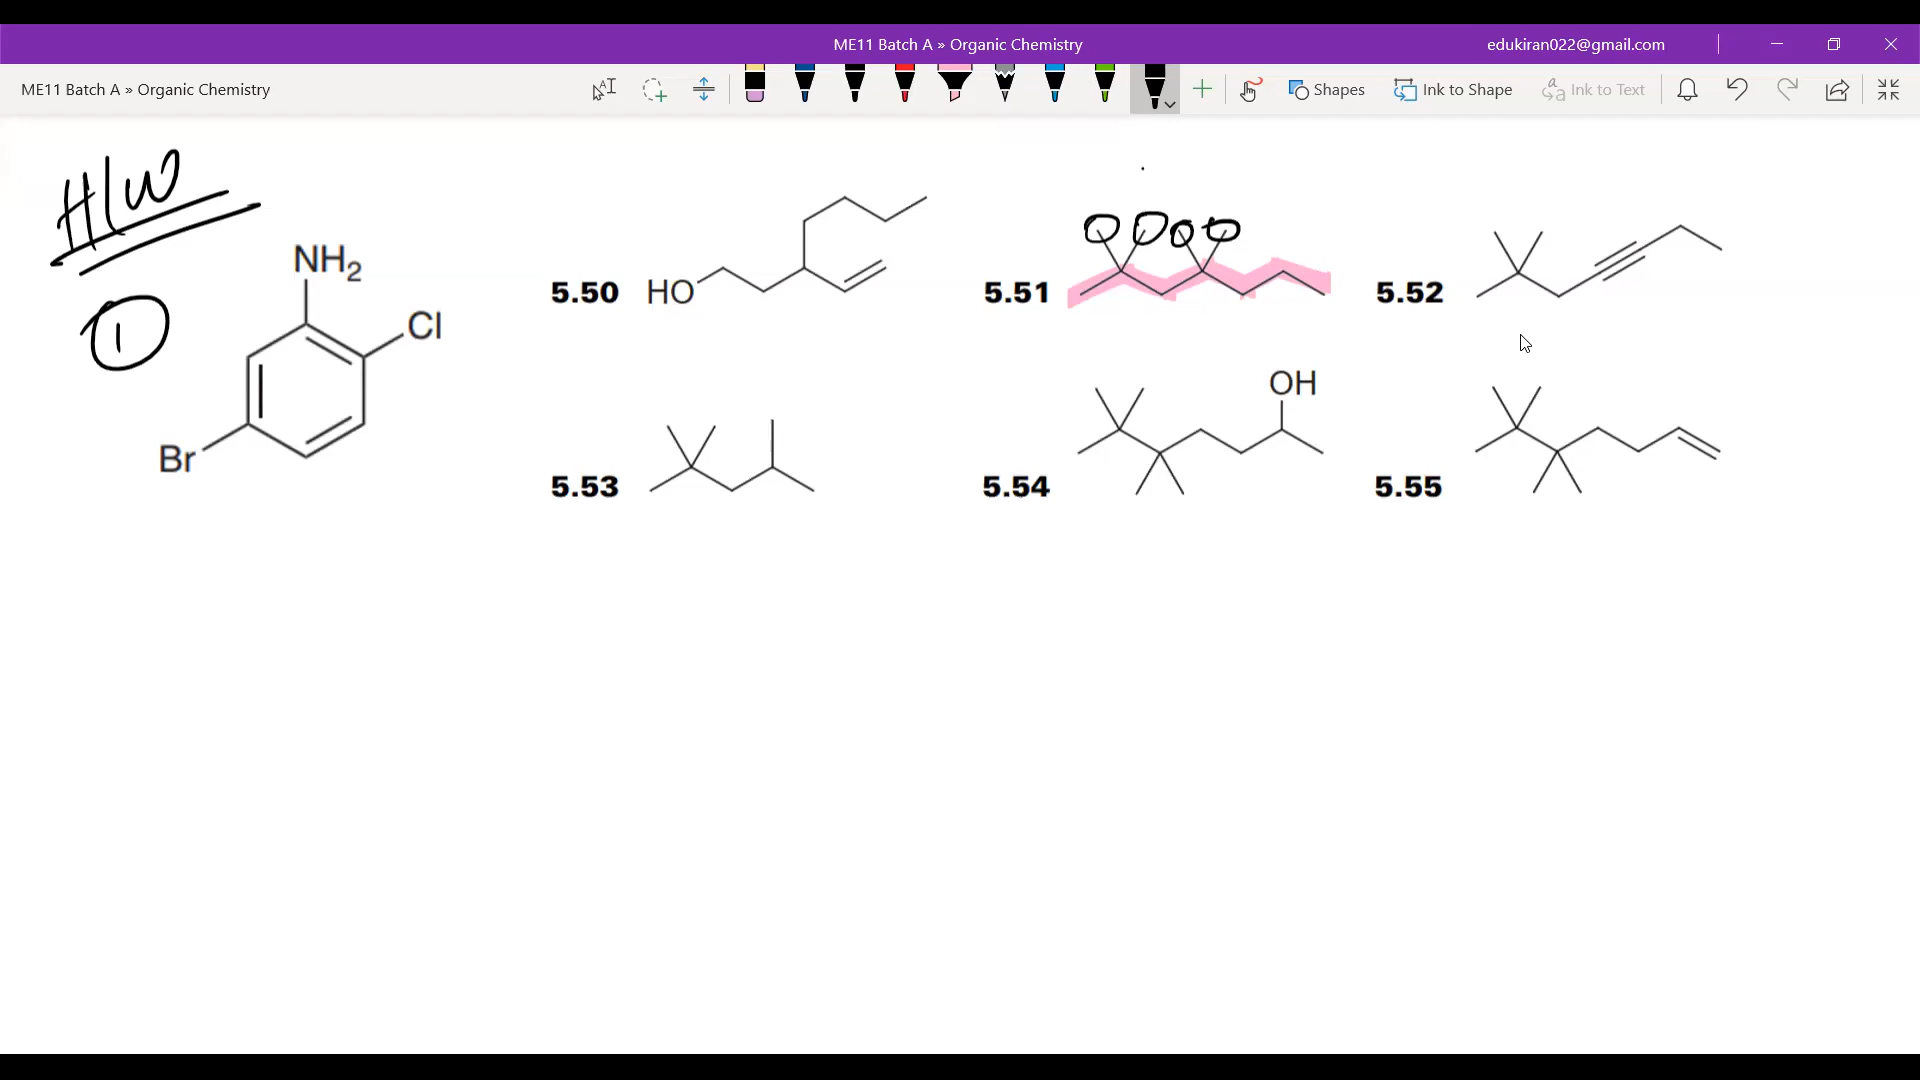 ME11 Batch A » Organic Chemistry
edukiran022@gmail.com
ME11 Batch A » Organic Chemistry
Shapes
Ink to Shape
Ink to Text
H/W
1
NH2
Cl
Br
5.50
HO
5.51
5.52
5.53
5.54
OH
5.55